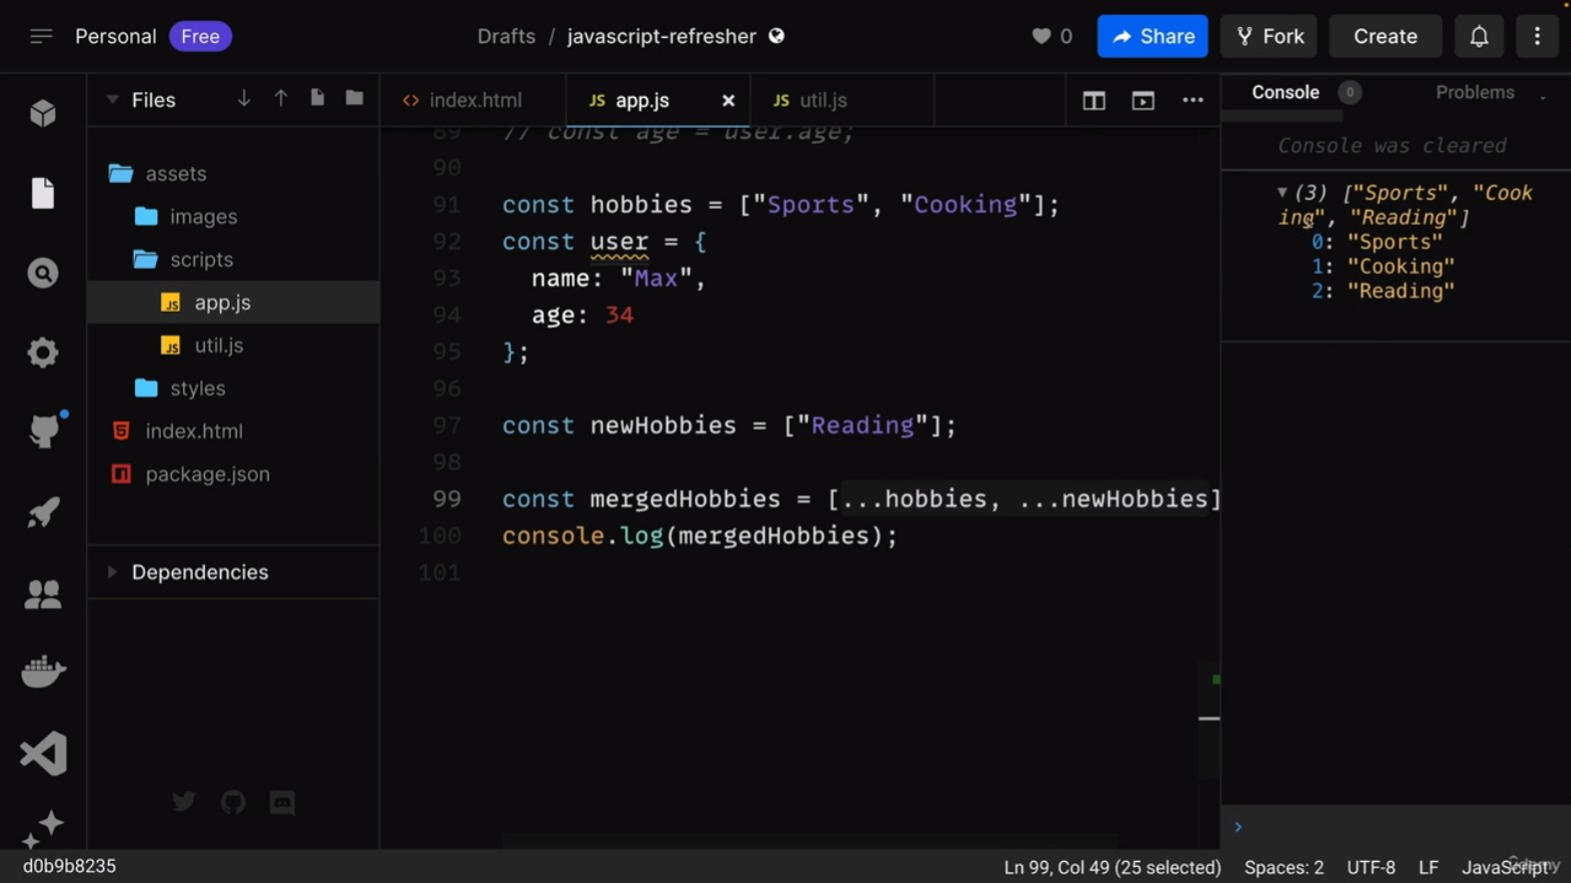 Personal Free Drafts / javascript-refresher 0 Share Fork Create
Files
index.html
JS app.js
JS util.js
Console 0
Problems
assets
images
scripts
JS app.js
JS util.js
styles
index.html
package.json
Dependencies
89 // const age = user.age;
90
91 const hobbies = ["Sports", "Cooking"];
92 const user = {
93 name: "Max",
94 age: 34
95 };
96
97 const newHobbies = ["Reading"];
98
99 const mergedHobbies = [...hobbies, ...newHobbies]
100 console.log(mergedHobbies);
101
Console was cleared
(3) ["Sports", "Cook
ing", "Reading"]
0: "Sports"
1: "Cooking"
2: "Reading"
d0b9b8235
Ln 99, Col 49 (25 selected) Spaces: 2 UTF-8 LF JavaScript
Udemy